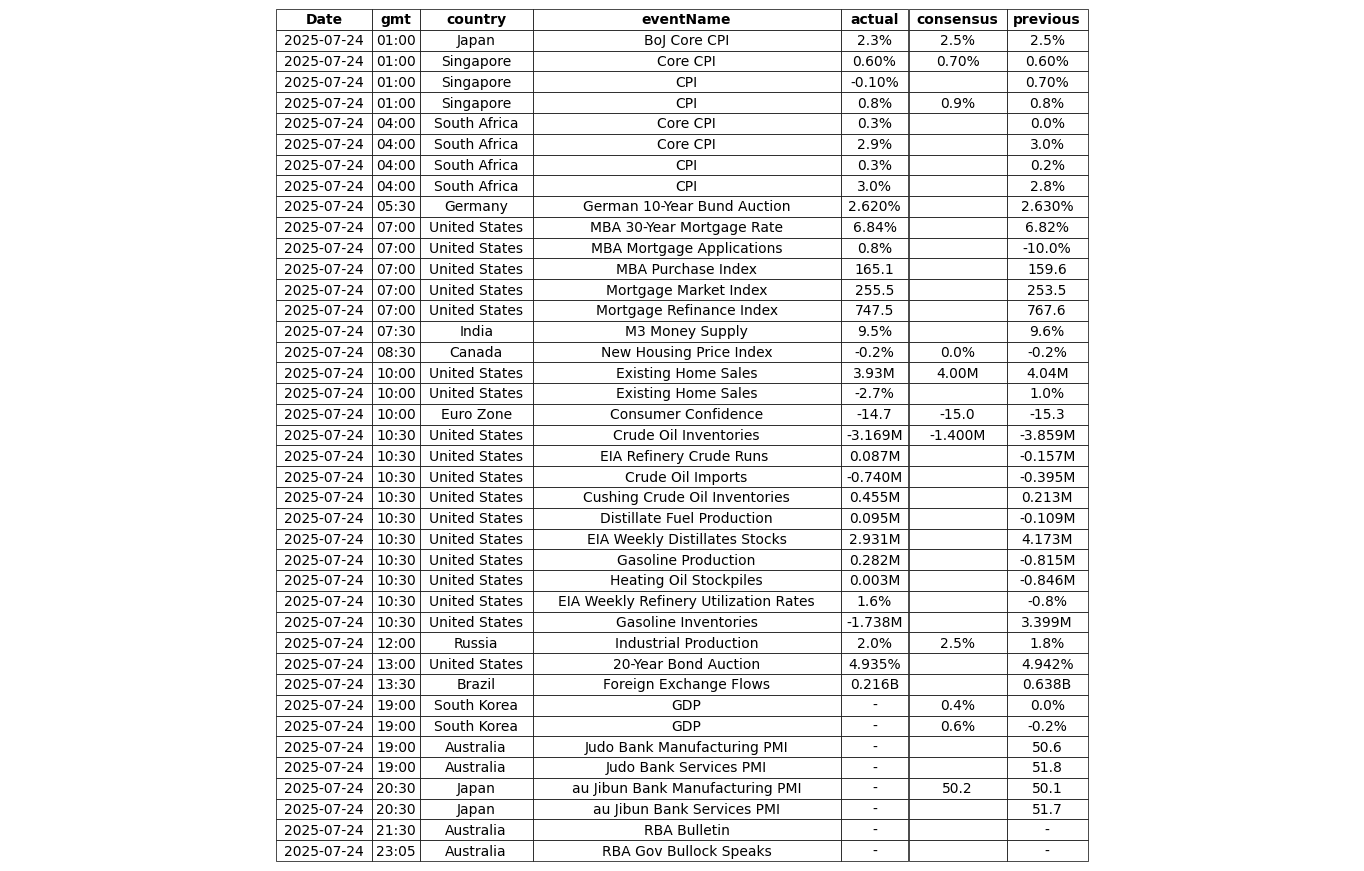 Date gmt country eventName actual consensus previous
2025-07-24 01:00 Japan BoJ Core CPI 2.3% 2.5% 2.5%
2025-07-24 01:00 Singapore Core CPI 0.60% 0.70% 0.60%
2025-07-24 01:00 Singapore CPI -0.10% 0.70%
2025-07-24 01:00 Singapore CPI 0.8% 0.9% 0.8%
2025-07-24 04:00 South Africa Core CPI 0.3% 0.0%
2025-07-24 04:00 South Africa Core CPI 2.9% 3.0%
2025-07-24 04:00 South Africa CPI 0.3% 0.2%
2025-07-24 04:00 South Africa CPI 3.0% 2.8%
2025-07-24 05:30 Germany German 10-Year Bund Auction 2.620% 2.630%
2025-07-24 07:00 United States MBA 30-Year Mortgage Rate 6.84% 6.82%
2025-07-24 07:00 United States MBA Mortgage Applications 0.8% -10.0%
2025-07-24 07:00 United States MBA Purchase Index 165.1 159.6
2025-07-24 07:00 United States Mortgage Market Index 255.5 253.5
2025-07-24 07:00 United States Mortgage Refinance Index 747.5 767.6
2025-07-24 07:30 India M3 Money Supply 9.5% 9.6%
2025-07-24 08:30 Canada New Housing Price Index -0.2% 0.0% -0.2%
2025-07-24 10:00 United States Existing Home Sales 3.93M 4.00M 4.04M
2025-07-24 10:00 United States Existing Home Sales -2.7% 1.0%
2025-07-24 10:00 Euro Zone Consumer Confidence -14.7 -15.0 -15.3
2025-07-24 10:30 United States Crude Oil Inventories -3.169M -1.400M -3.859M
2025-07-24 10:30 United States EIA Refinery Crude Runs 0.087M -0.157M
2025-07-24 10:30 United States Crude Oil Imports -0.740M -0.395M
2025-07-24 10:30 United States Cushing Crude Oil Inventories 0.455M 0.213M
2025-07-24 10:30 United States Distillate Fuel Production 0.095M -0.109M
2025-07-24 10:30 United States EIA Weekly Distillates Stocks 2.931M 4.173M
2025-07-24 10:30 United States Gasoline Production 0.282M -0.815M
2025-07-24 10:30 United States Heating Oil Stockpiles 0.003M -0.846M
2025-07-24 10:30 United States EIA Weekly Refinery Utilization Rates 1.6% -0.8%
2025-07-24 10:30 United States Gasoline Inventories -1.738M 3.399M
2025-07-24 12:00 Russia Industrial Production 2.0% 2.5% 1.8%
2025-07-24 13:00 United States 20-Year Bond Auction 4.935% 4.942%
2025-07-24 13:30 Brazil Foreign Exchange Flows 0.216B 0.638B
2025-07-24 19:00 South Korea GDP - 0.4% 0.0%
2025-07-24 19:00 South Korea GDP - 0.6% -0.2%
2025-07-24 19:00 Australia Judo Bank Manufacturing PMI - 50.6
2025-07-24 19:00 Australia Judo Bank Services PMI - 51.8
2025-07-24 20:30 Japan au Jibun Bank Manufacturing PMI - 50.2 50.1
2025-07-24 20:30 Japan au Jibun Bank Services PMI - 51.7
2025-07-24 21:30 Australia RBA Bulletin - -
2025-07-24 23:05 Australia RBA Gov Bullock Speaks - -